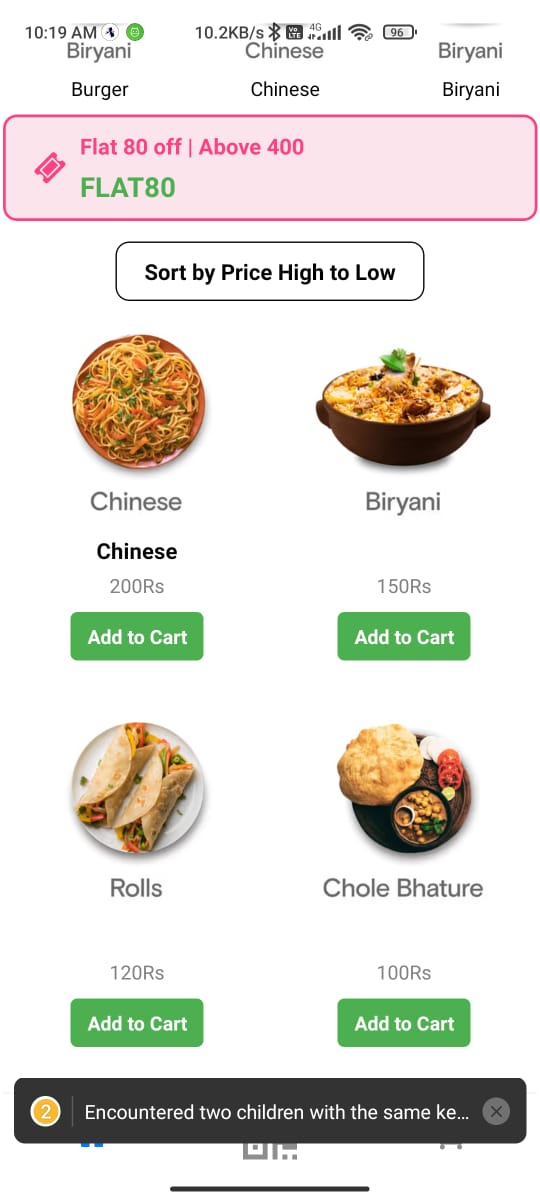 10:19 AM 10.2KB/s Vo LTE 4G 96
Biryani Chinese Biryani
Burger Chinese Biryani
Flat 80 off | Above 400
FLAT80
Sort by Price High to Low
Chinese Biryani
Chinese
200Rs 150Rs
Add to Cart Add to Cart
Rolls Chole Bhature
120Rs 100Rs
Add to Cart Add to Cart
2 Encountered two children with the same ke...